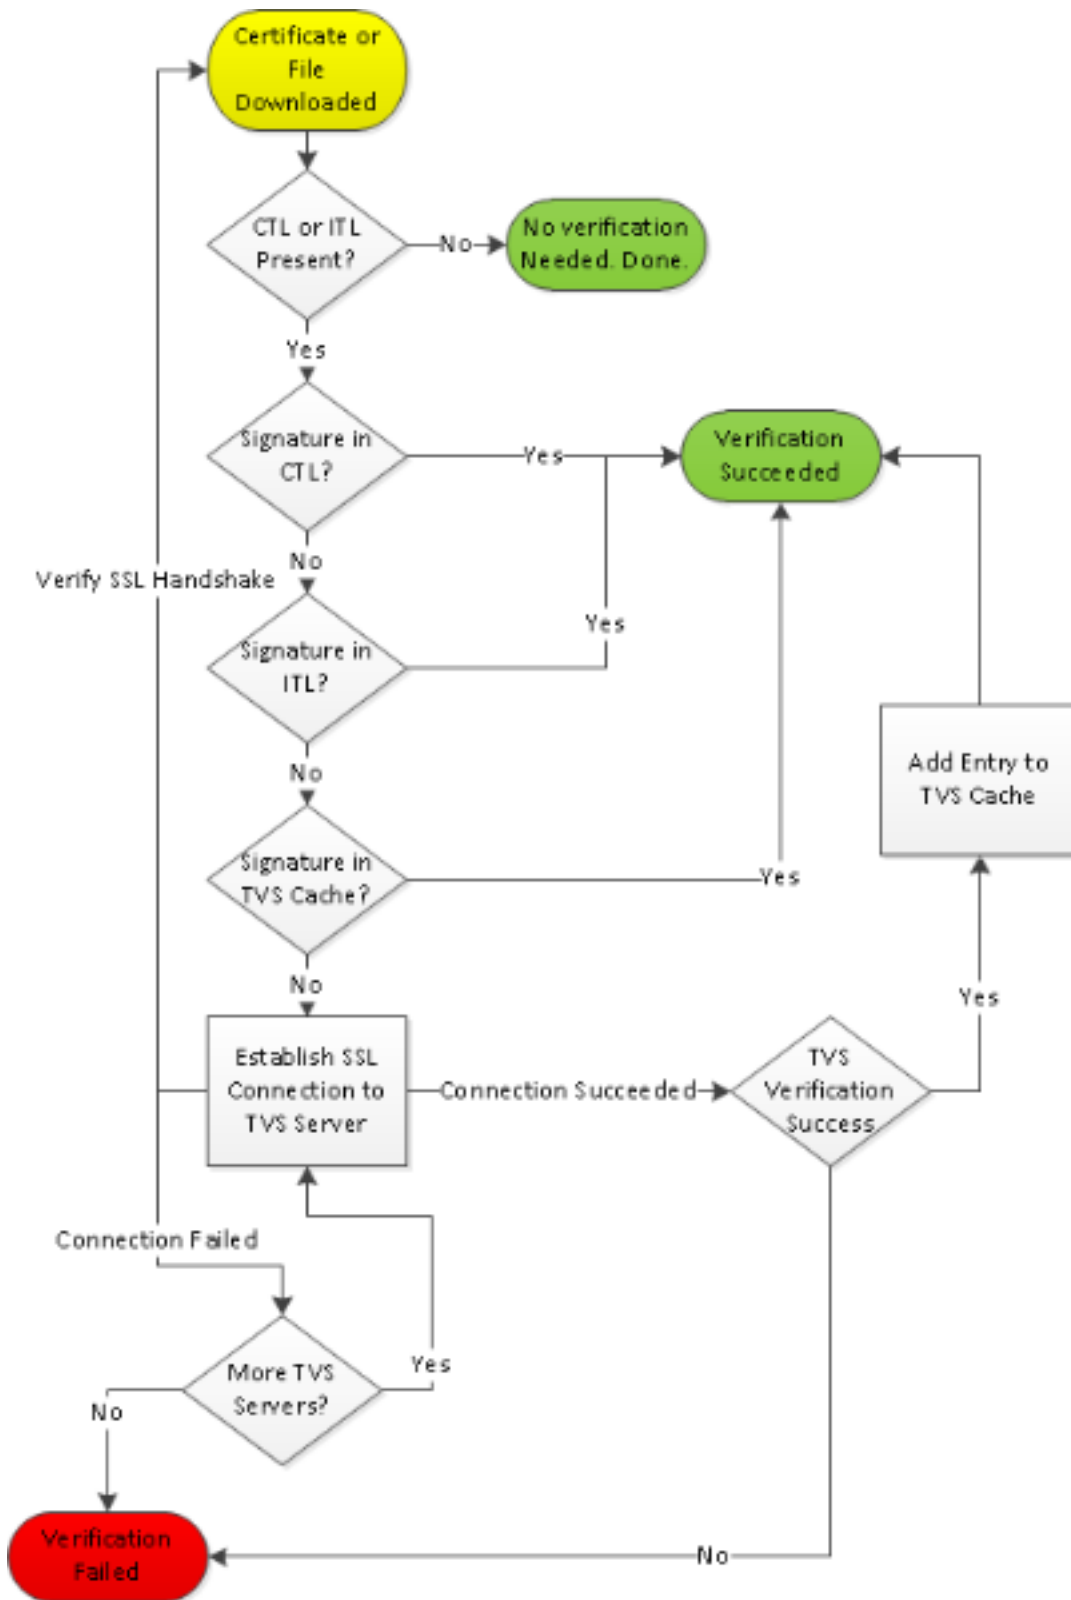 Certificate or
File
Downloaded
CTL or ITL
Present?
No
No verification
Needed. Done.
Yes
Signature in
CTL?
Yes
Verification
Succeeded
No
Verify SSL Handshake
Yes
Signature in
ITL?
No
Add Entry to
TVS Cache
Signature in
TVS Cache?
Yes
No
Yes
Establish SSL
Connection to
TVS Server
Connection Succeeded
TVS
Verification
Success
Connection Failed
More TVS
Servers?
Yes
No
Verification
Failed
No